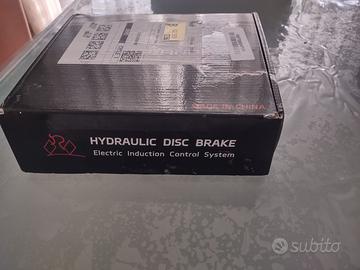 MADE IN CHINA
HYDRAULIC DISC BRAKE
Electric Induction Control System
subito